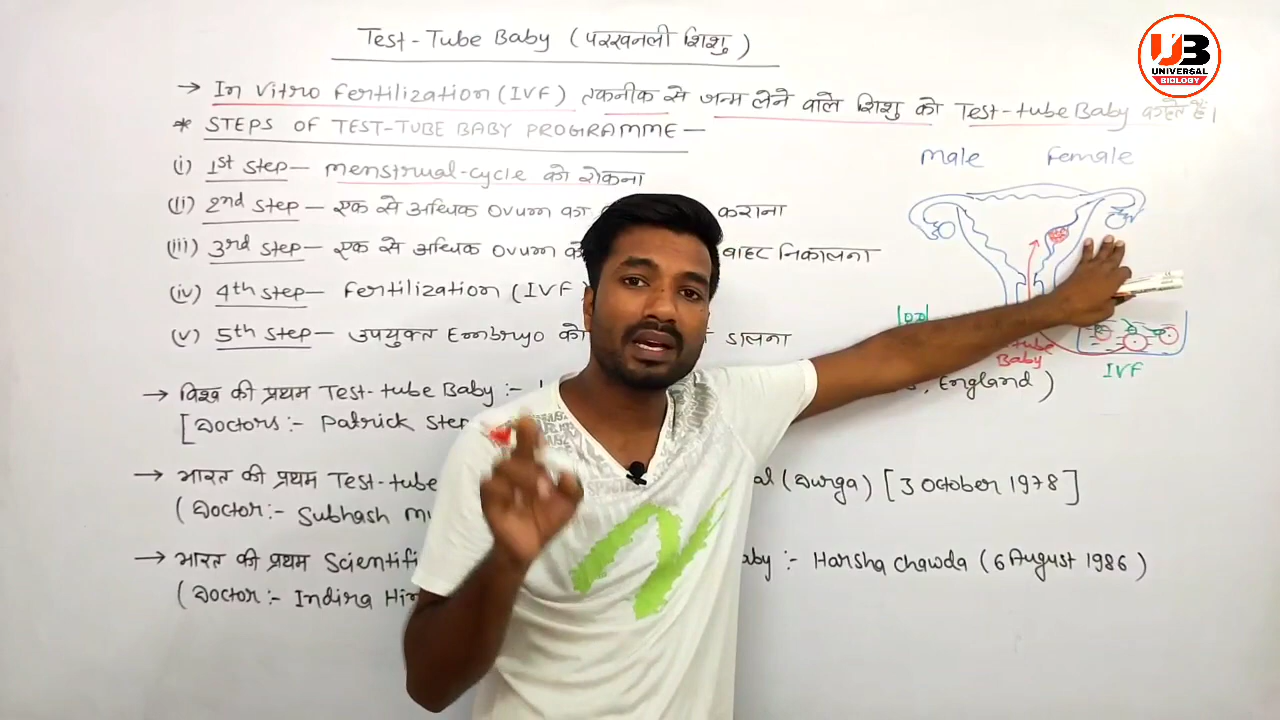 Test-Tube Baby (परखनली शिशु)
→ In Vitro Fertilization (IVF) तकनीक से जन्म लेने वाले शिशु को Test-tube Baby कहते हैं।
* STEPS OF TEST-TUBE BABY PROGRAMME —
(i) 1st step — menstrual-cycle को रोकना
(ii) 2nd step — एक से अधिक Ovum का कराना
(iii) 3rd step — एक से अधिक Ovum को बाहर निकालना
(iv) 4th step — Fertilization (IVF)
(v) 5th step — उपयुक्त Embryo को डालना
→ विश्व की प्रथम Test-tube Baby :- England)
[Doctors :- Patrick Step
→ भारत की प्रथम Test-tube (Durga) [3 October 1978]
(Doctor :- Subhash Mu
→ भारत की प्रथम Scientifi aby :- Harsha Chawda (6 August 1986)
(Doctor :- Indira Hin
Male Female
tube
Baby
IVF
UB
UNIVERSAL
BIOLOGY